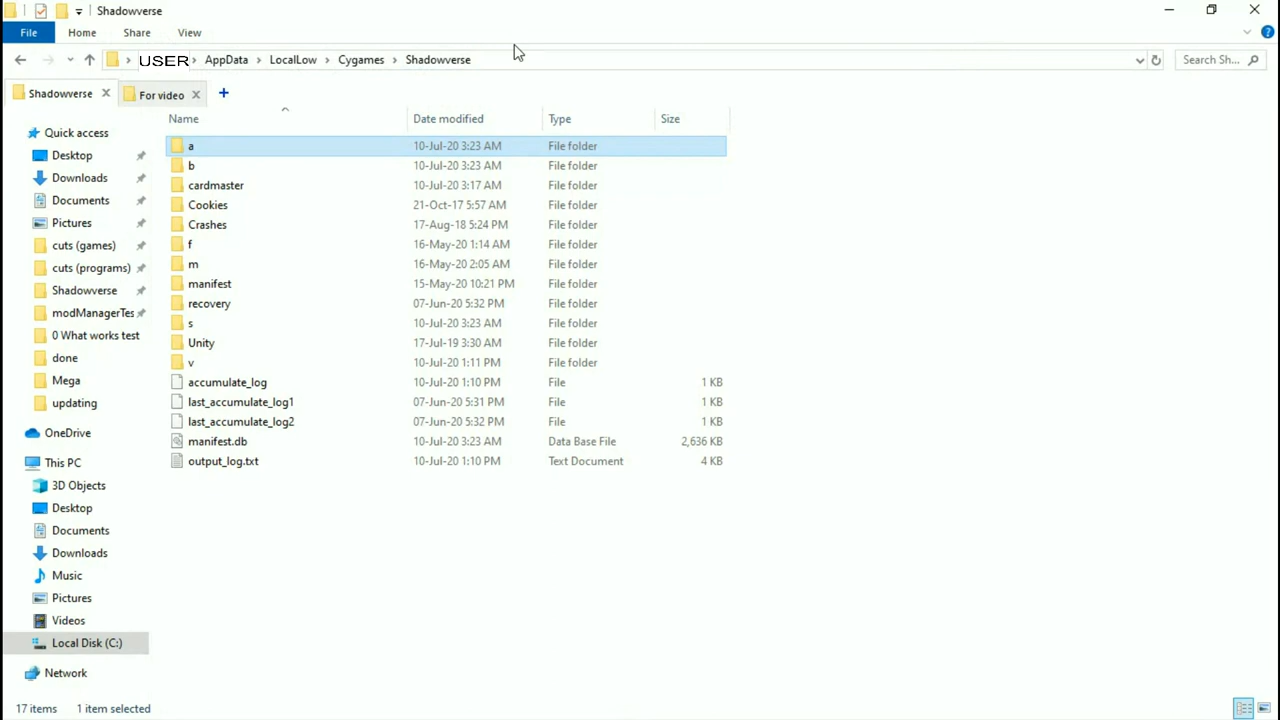 Shadowverse
File Home Share View
USER AppData LocalLow Cygames Shadowverse Search Sh...
Shadowverse For video
Name Date modified Type Size
Quick access
Desktop
Downloads
Documents
Pictures
cuts (games)
cuts (programs)
Shadowverse
modManagerTes
0 What works test
done
Mega
updating
OneDrive
This PC
3D Objects
Desktop
Documents
Downloads
Music
Pictures
Videos
Local Disk (C:)
Network
a 10-Jul-20 3:23 AM File folder
b 10-Jul-20 3:23 AM File folder
cardmaster 10-Jul-20 3:17 AM File folder
Cookies 21-Oct-17 5:57 AM File folder
Crashes 17-Aug-18 5:24 PM File folder
f 16-May-20 1:14 AM File folder
m 16-May-20 2:05 AM File folder
manifest 15-May-20 10:21 PM File folder
recovery 07-Jun-20 5:32 PM File folder
s 10-Jul-20 3:23 AM File folder
Unity 17-Jul-19 3:30 AM File folder
v 10-Jul-20 1:11 PM File folder
accumulate_log 10-Jul-20 1:10 PM File 1 KB
last_accumulate_log1 07-Jun-20 5:31 PM File 1 KB
last_accumulate_log2 07-Jun-20 5:32 PM File 1 KB
manifest.db 10-Jul-20 3:23 AM Data Base File 2,636 KB
output_log.txt 10-Jul-20 1:10 PM Text Document 4 KB
17 items 1 item selected